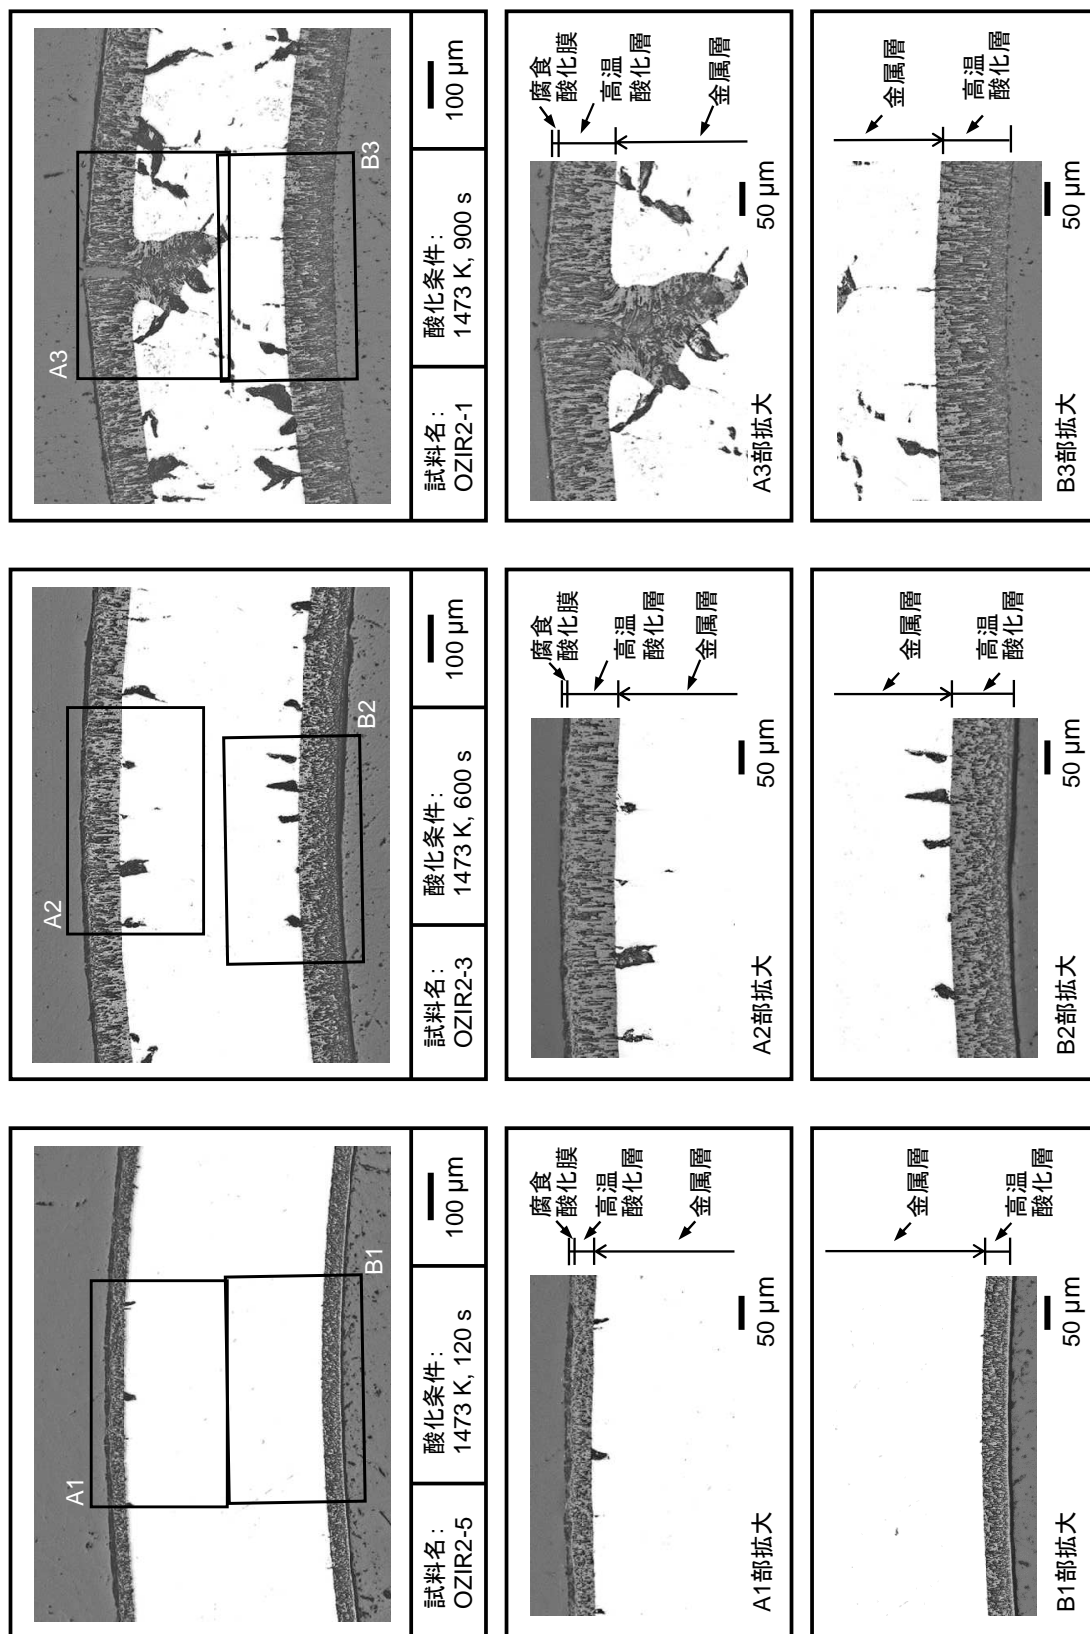 A1
B1
試料名：
OZIR2-5
酸化条件：
1473 K, 120 s
100 μm
A2
B2
試料名：
OZIR2-3
酸化条件：
1473 K, 600 s
100 μm
A3
B3
試料名：
OZIR2-1
酸化条件：
1473 K, 900 s
100 μm
腐食
酸化膜
高温
酸化層
金属層
A1部拡大
50 μm
腐食
酸化膜
高温
酸化層
金属層
A2部拡大
50 μm
腐食
酸化膜
高温
酸化層
金属層
A3部拡大
50 μm
金属層
高温
酸化層
B1部拡大
50 μm
金属層
高温
酸化層
B2部拡大
50 μm
金属層
高温
酸化層
B3部拡大
50 μm